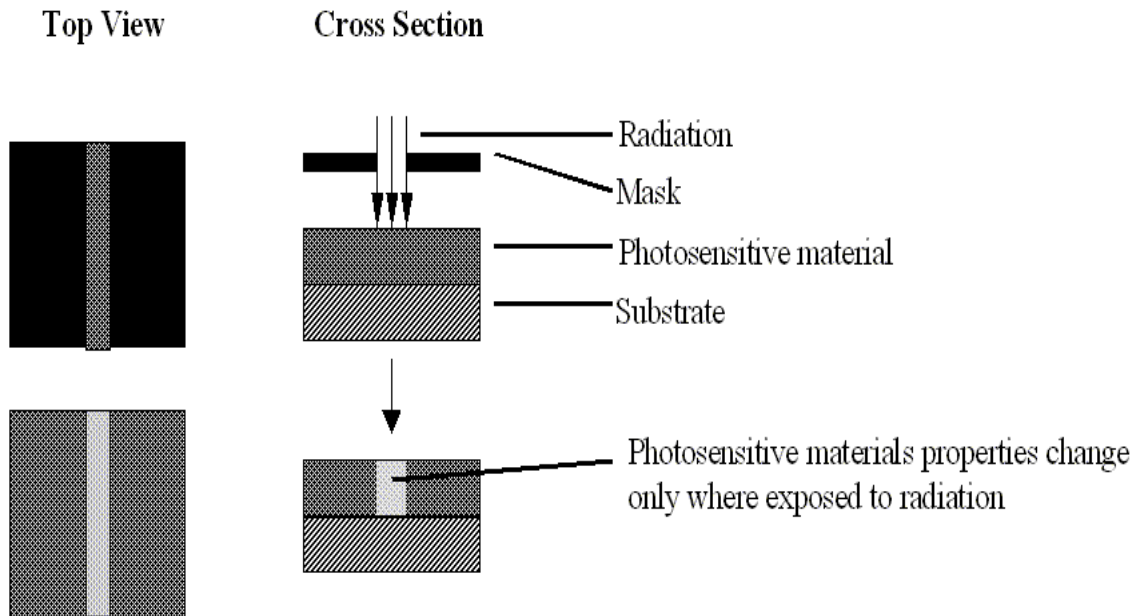 Top View
Cross Section
Radiation
Mask
Photosensitive material
Substrate
Photosensitive materials properties change
only where exposed to radiation